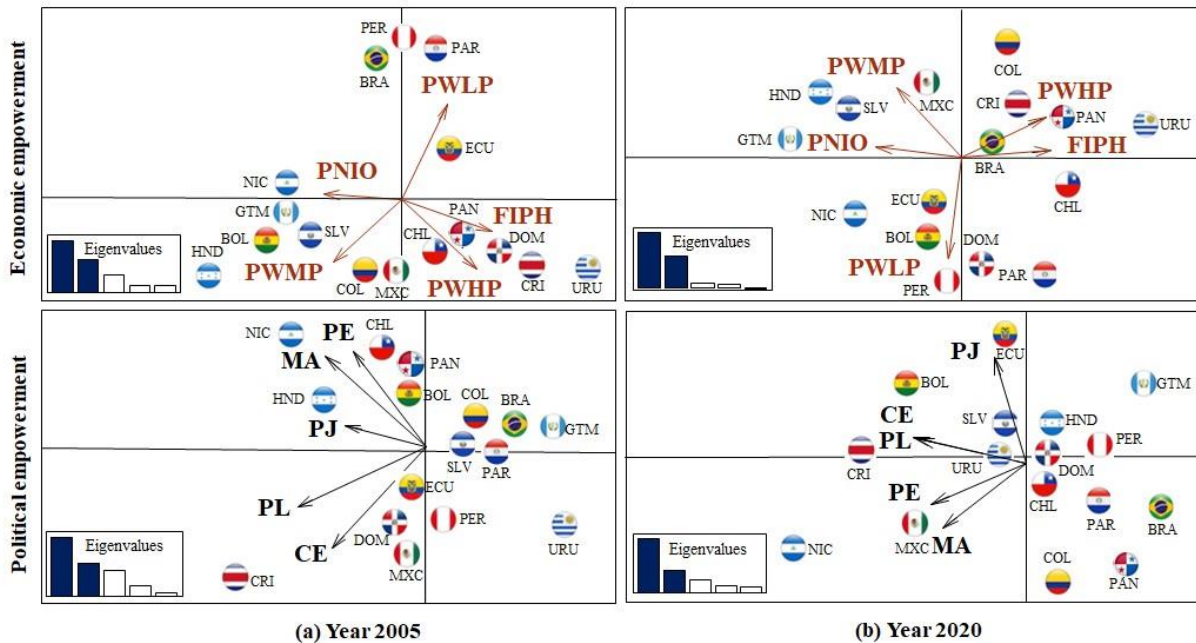 Economic empowerment
PER
PAR
BRA
PWLP
ECU
NIC
PNIO
GTM
PAN
FIPH
BOL
SLV
CHL
DOM
HND
PWMP
COL
MXC
PWHP
CRI
URU
Eigenvalues
COL
PWMP
HND
MXC
CRI
PWHP
SLV
PAN
URU
GTM
PNIO
FIPH
BRA
CHL
ECU
NIC
BOL
DOM
PWLP
PER
PAR
Eigenvalues
Political empowerment
NIC
PE
CHL
MA
PAN
HND
BOL
COL
BRA
PJ
GTM
SLV
PAR
ECU
PL
PER
DOM
CE
URU
MXC
CRI
Eigenvalues
PJ
ECU
BOL
GTM
CE
SLV
HND
PL
PER
CRI
URU
DOM
PE
CHL
PAR
BRA
MXC
MA
NIC
COL
PAN
Eigenvalues
(a) Year 2005
(b) Year 2020